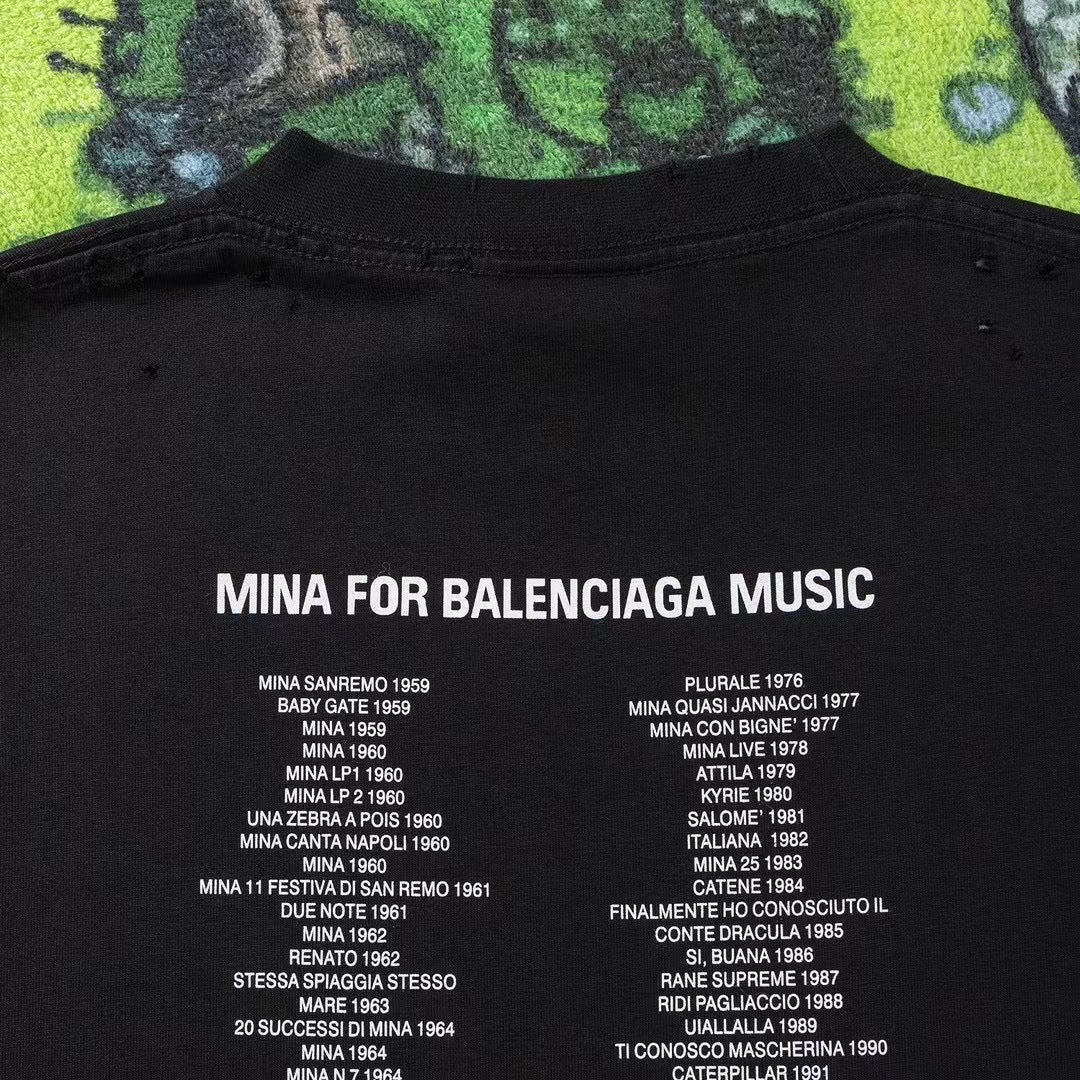 MINA FOR BALENCIAGA MUSIC
MINA SANREMO 1959
BABY GATE 1959
MINA 1959
MINA 1960
MINA LP1 1960
MINA LP 2 1960
UNA ZEBRA A POIS 1960
MINA CANTA NAPOLI 1960
MINA 1960
MINA 11 FESTIVA DI SAN REMO 1961
DUE NOTE 1961
MINA 1962
RENATO 1962
STESSA SPIAGGIA STESSO
MARE 1963
20 SUCCESSI DI MINA 1964
MINA 1964
MINA N.7 1964
PLURALE 1976
MINA QUASI JANNACCI 1977
MINA CON BIGNE' 1977
MINA LIVE 1978
ATTILA 1979
KYRIE 1980
SALOME' 1981
ITALIANA 1982
MINA 25 1983
CATENE 1984
FINALMENTE HO CONOSCIUTO IL
CONTE DRACULA 1985
SI, BUANA 1986
RANE SUPREME 1987
RIDI PAGLIACCIO 1988
UIALLALLA 1989
TI CONOSCO MASCHERINA 1990
CATERPILLAR 1991